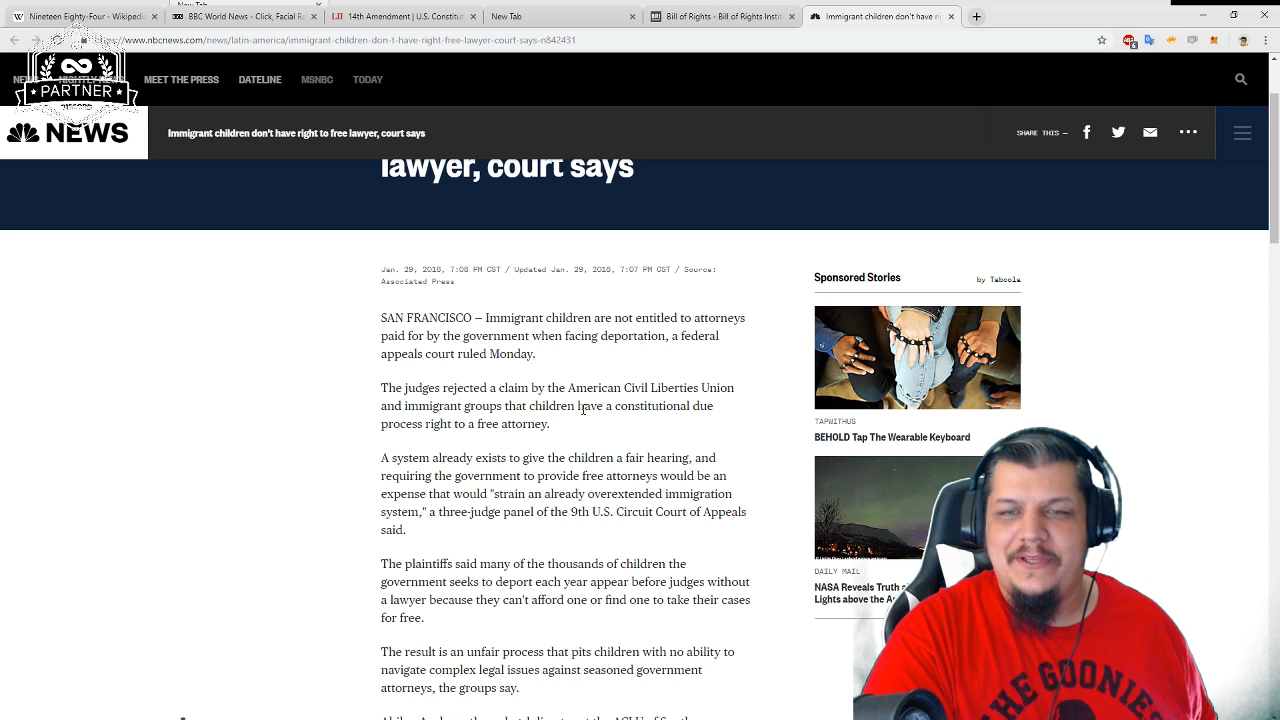 Nineteen Eighty-Four - Wikiped
BBC World News - Click, Facial Re
LII 14th Amendment | U.S. Constitut
New Tab
BRI Bill of Rights - Bill of Rights Insti
Immigrant children don't have ri
www.nbcnews.com/news/latin-america/immigrant-children-don-t-have-right-free-lawyer-court-says-n842431
MEET THE PRESS DATELINE MSNBC TODAY
PARTNER
NEWS
Immigrant children don't have right to free lawyer, court says
SHARE THIS —
lawyer, court says
Jan. 29, 2018, 7:08 PM CST / Updated Jan. 29, 2018, 7:07 PM CST / Source:
Associated Press
SAN FRANCISCO — Immigrant children are not entitled to attorneys
paid for by the government when facing deportation, a federal
appeals court ruled Monday.
The judges rejected a claim by the American Civil Liberties Union
and immigrant groups that children have a constitutional due
process right to a free attorney.
A system already exists to give the children a fair hearing, and
requiring the government to provide free attorneys would be an
expense that would "strain an already overextended immigration
system," a three-judge panel of the 9th U.S. Circuit Court of Appeals
said.
The plaintiffs said many of the thousands of children the
government seeks to deport each year appear before judges without
a lawyer because they can't afford one or find one to take their cases
for free.
The result is an unfair process that pits children with no ability to
navigate complex legal issues against seasoned government
attorneys, the groups say.
Sponsored Stories
by Taboola
TAPWITHUS
BEHOLD Tap The Wearable Keyboard
DAILY MAIL
NASA Reveals Truth
Lights above the
THE GOONIES